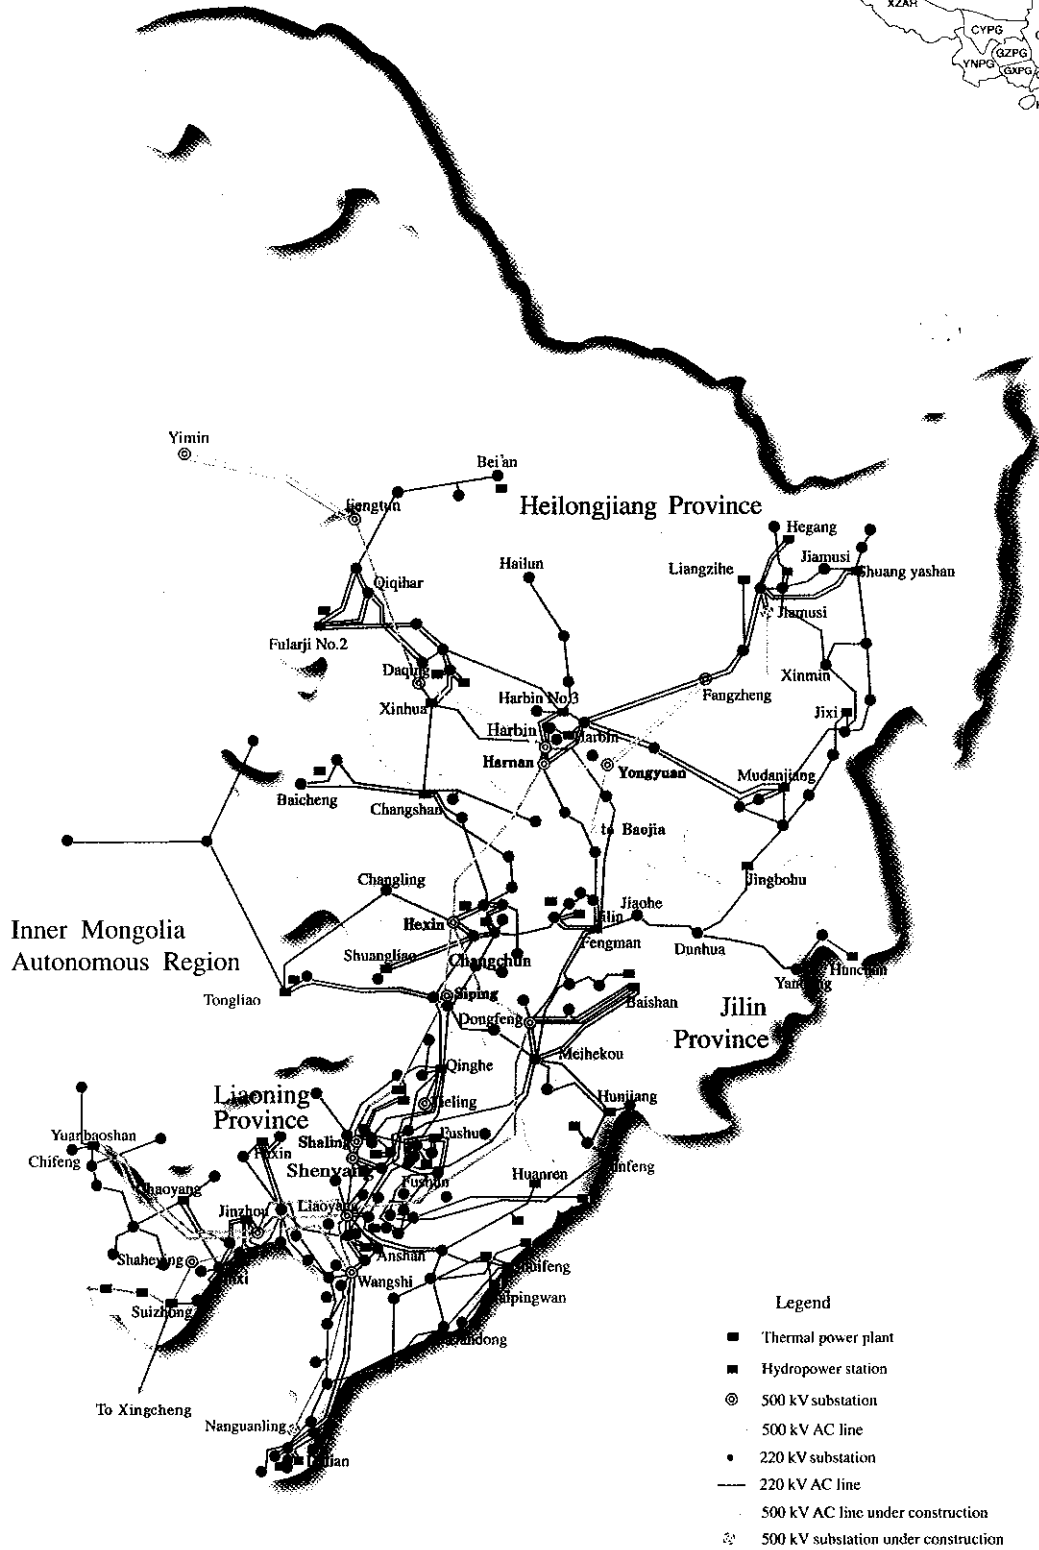 XZAR
CYPG
GZPG
YNPG
GXPG
Yimin
Bei'an
Heilongjiang Province
Hegang
Hailun
Jiamusi
Liangzihe
Shuang yashan
Qiqihar
Jiamusi
Fularji No.2
Daqing
Xinmin
Fangzheng
Harbin No.3
Xinhua
Jixi
Harbin
Harbin
Harnan
Yongyuan
Mudanjiang
Baicheng
Changshan
to Baojia
Changling
Jingbohu
Jiaohe
Jilin
Hexin
Inner Mongolia
Autonomous Region
Fengman
Dunhua
Shuangliao
Changchun
Hunchun
Tongliao
Siping
Baishan
Jilin
Province
Dongfeng
Meihekou
Qinghe
Liaoning
Province
Hunjiang
Tieling
Yuanbaoshan
Shaling
Fushun
Chifeng
Fuxin
Shenyang
Huanren
Chaoyang
Fushun
Liaoyang
Jinzhou
Anshan
Shaheying
Wangshi
Suizhong
Legend
Thermal power plant
Hydropower station
To Xingcheng
500 kV substation
Nanguanling
500 kV AC line
220 kV substation
220 kV AC line
500 kV AC line under construction
500 kV substation under construction